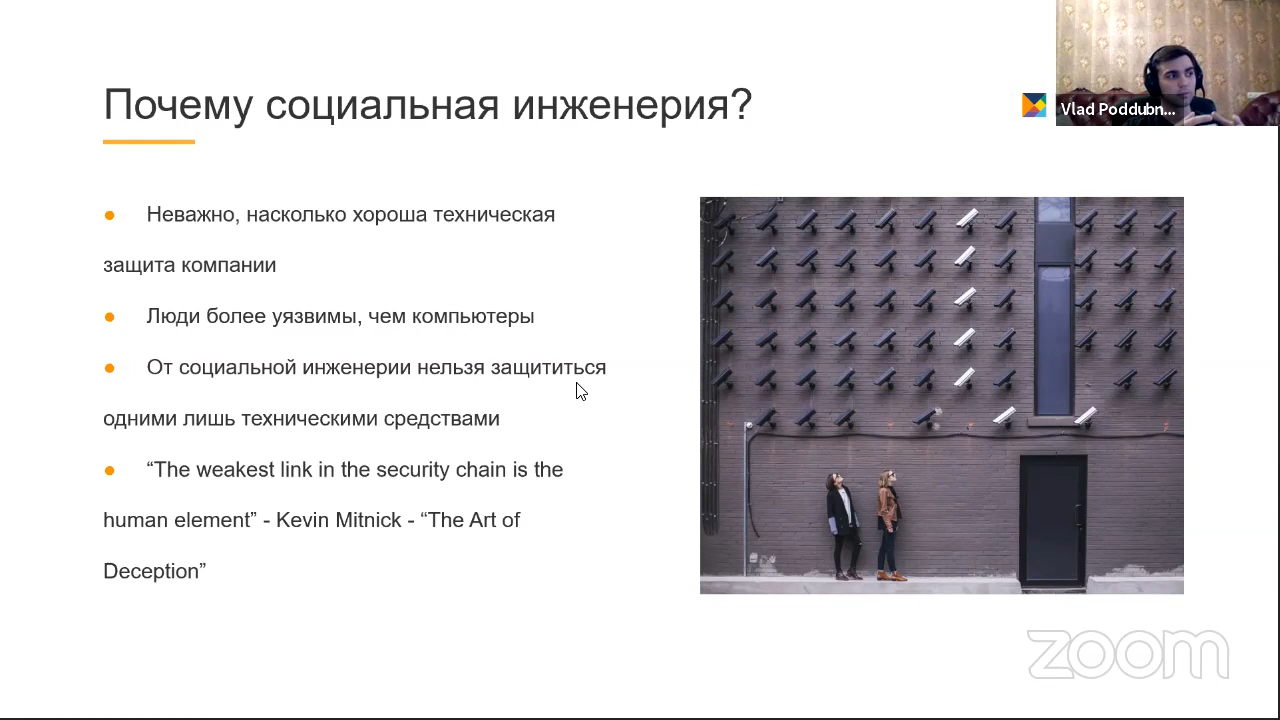 Почему социальная инженерия?
Vlad Poddubn...
● Неважно, насколько хороша техническая
защита компании
● Люди более уязвимы, чем компьютеры
● От социальной инженерии нельзя защититься
одними лишь техническими средствами
● “The weakest link in the security chain is the
human element” - Kevin Mitnick - “The Art of
Deception”
zoom